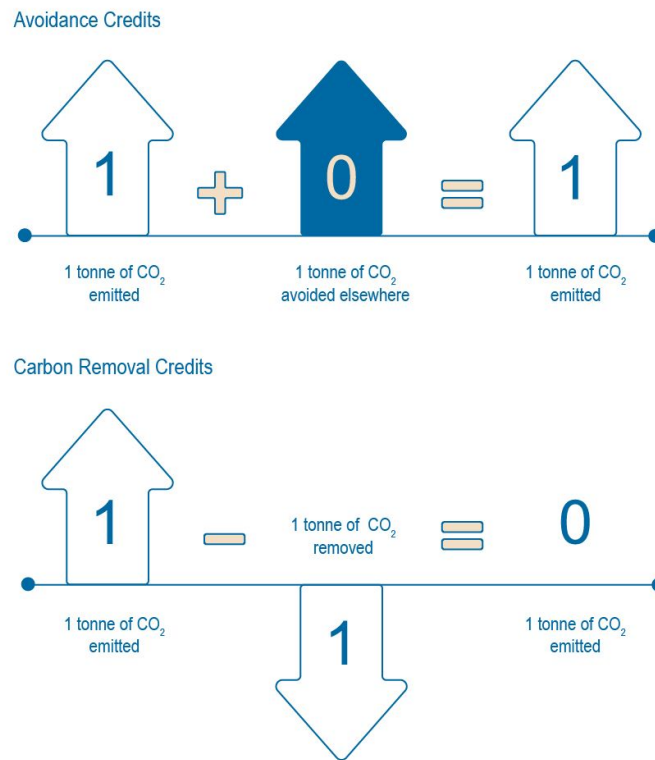 Avoidance Credits
1 + 0 = 1
1 tonne of CO₂
emitted
1 tonne of CO₂
avoided elsewhere
1 tonne of CO₂
emitted
Carbon Removal Credits
1 - 1 tonne of CO₂
removed
= 0
1 tonne of CO₂
emitted
1
1 tonne of CO₂
emitted